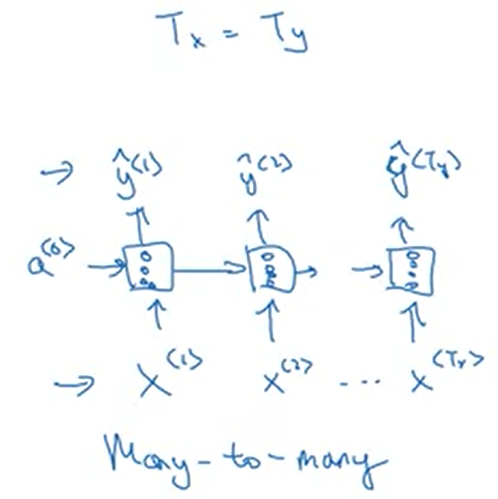 Tx = Ty
→ ŷ⟨1⟩ ŷ⟨2⟩ ŷ⟨Ty⟩
a⟨0⟩
→ x⟨1⟩ x⟨2⟩ ... x⟨Tx⟩
Many-to-many